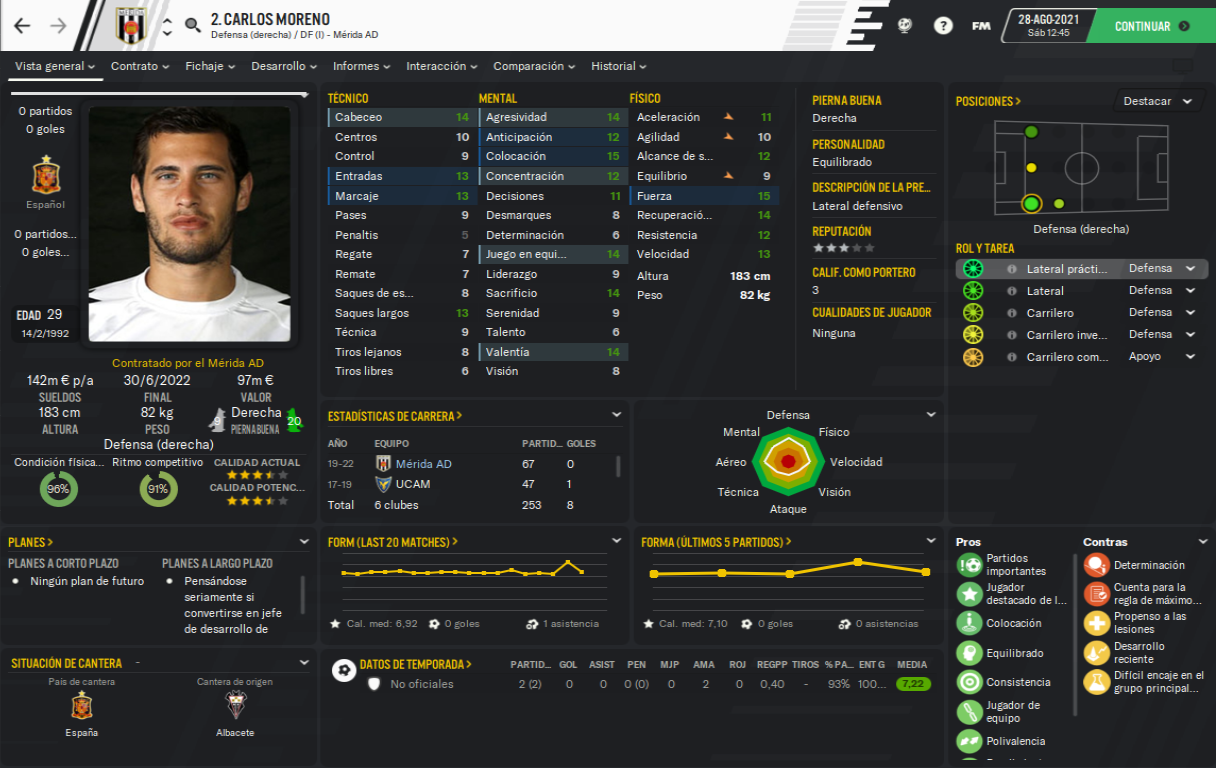 2. CARLOS MORENO
Defensa (derecha) / DF (I) - Mérida AD
FM
28-AGO-2021
Sáb 12:45
CONTINUAR
Vista general
Contrato
Fichaje
Desarrollo
Informes
Interacción
Comparación
Historial
0 partidos
0 goles
Español
0 partidos...
0 goles...
EDAD 29
14/2/1992
Contratado por el Mérida AD
142m € p/a
30/6/2022
97m €
SUELDOS
FINAL
VALOR
183 cm
82 kg
9
Derecha
20
ALTURA
PESO
PIERNA BUENA
Defensa (derecha)
Condición física...
Ritmo competitivo
CALIDAD ACTUAL
96%
91%
CALIDAD POTENC...
TÉCNICO
Cabeceo 14
Centros 10
Control 9
Entradas 13
Marcaje 13
Pases 9
Penaltis 5
Regate 7
Remate 7
Saques de es... 8
Saques largos 13
Técnica 9
Tiros lejanos 8
Tiros libres 6
MENTAL
Agresividad 14
Anticipación 12
Colocación 15
Concentración 12
Decisiones 11
Desmarques 8
Determinación 6
Juego en equi... 14
Liderazgo 9
Sacrificio 14
Serenidad 9
Talento 6
Valentía 14
Visión 8
FÍSICO
Aceleración 11
Agilidad 10
Alcance de s... 12
Equilibrio 9
Fuerza 15
Recuperació... 14
Resistencia 12
Velocidad 13
Altura 183 cm
Peso 82 kg
PIERNA BUENA
Derecha
PERSONALIDAD
Equilibrado
DESCRIPCIÓN DE LA PRE...
Lateral defensivo
REPUTACIÓN
CALIF. COMO PORTERO
3
CUALIDADES DE JUGADOR
Ninguna
POSICIONES >
Destacar
Defensa (derecha)
ROL Y TAREA
Lateral prácti... Defensa
Lateral Defensa
Carrilero Defensa
Carrilero inve... Defensa
Carrilero com... Apoyo
ESTADÍSTICAS DE CARRERA >
AÑO EQUIPO PARTID... GOLES
19-22 Mérida AD 67 0
17-19 UCAM 47 1
Total 6 clubes 253 8
Defensa
Mental
Físico
Aéreo
Velocidad
Técnica
Visión
Ataque
PLANES >
PLANES A CORTO PLAZO
• Ningún plan de futuro
PLANES A LARGO PLAZO
• Pensándose
seriamente si
convertirse en jefe
de desarrollo de
FORM (LAST 20 MATCHES) >
Cal. med: 6,92
0 goles
1 asistencia
FORMA (ÚLTIMOS 5 PARTIDOS) >
Cal. med: 7,10
0 goles
0 asistencias
Pros
Partidos
importantes
Jugador
destacado de l...
Colocación
Equilibrado
Consistencia
Jugador de
equipo
Polivalencia
Contras
Determinación
Cuenta para la
regla de máximo...
Propenso a las
lesiones
Desarrollo
reciente
Difícil encaje en el
grupo principal...
SITUACIÓN DE CANTERA -
País de cantera
España
Cantera de origen
Albacete
DATOS DE TEMPORADA >
PARTID... GOL ASIST PEN MJP AMA ROJ REGPP TIROS % PA... ENT G MEDIA
No oficiales 2 (2) 0 0 0 (0) 0 2 0 0,40 - 93% 100... 7,22